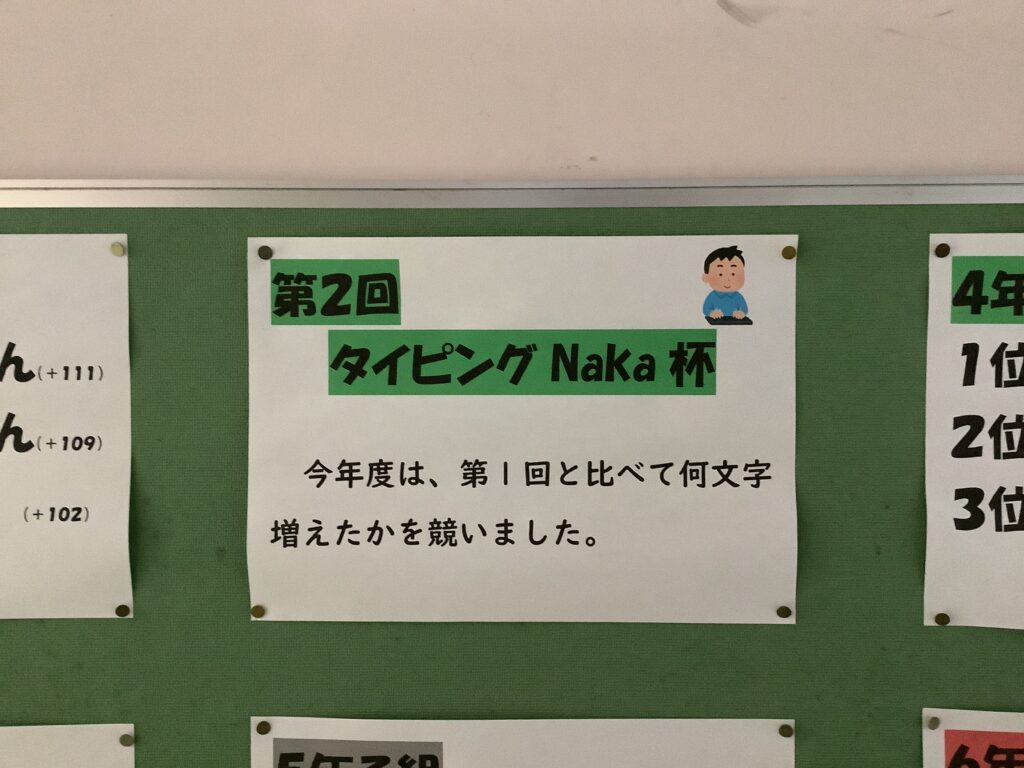 第2回
タイピング Naka 杯
今年度は、第1回と比べて何文字
増えたかを競いました。
ん(+111)
ん(+109)
(+102)
4年
1位
2位
3位
6年